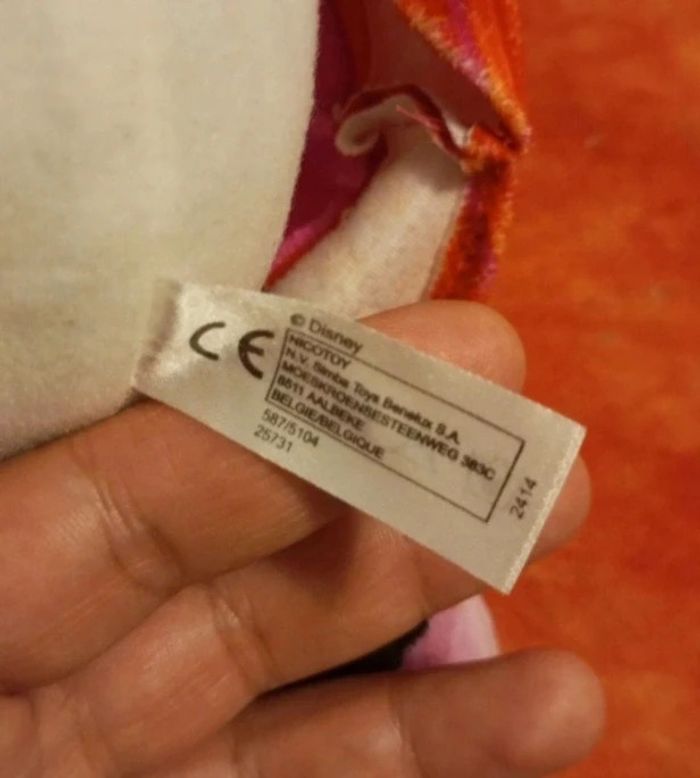 CE
© Disney
NICOTOY
N.V. Simba Toys Benelux S.A.
MOESKROENSESTEENWEG 383C
8511 AALBEKE
BELGIE/BELGIQUE
587/5104
25731
2414